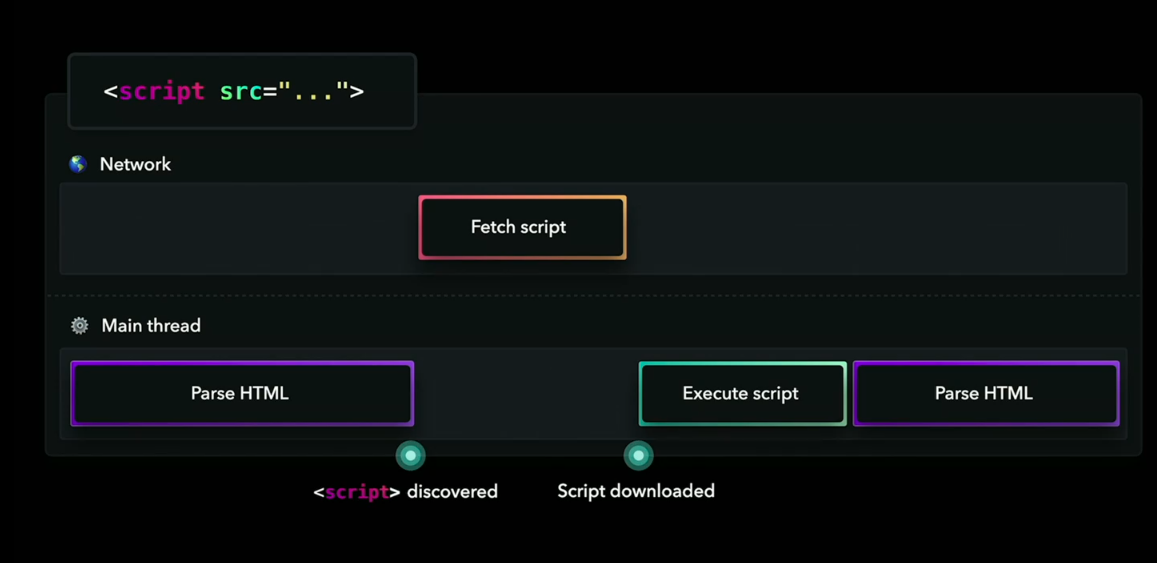 <script src="...">
Network
Fetch script
Main thread
Parse HTML
Execute script
Parse HTML
<script> discovered
Script downloaded